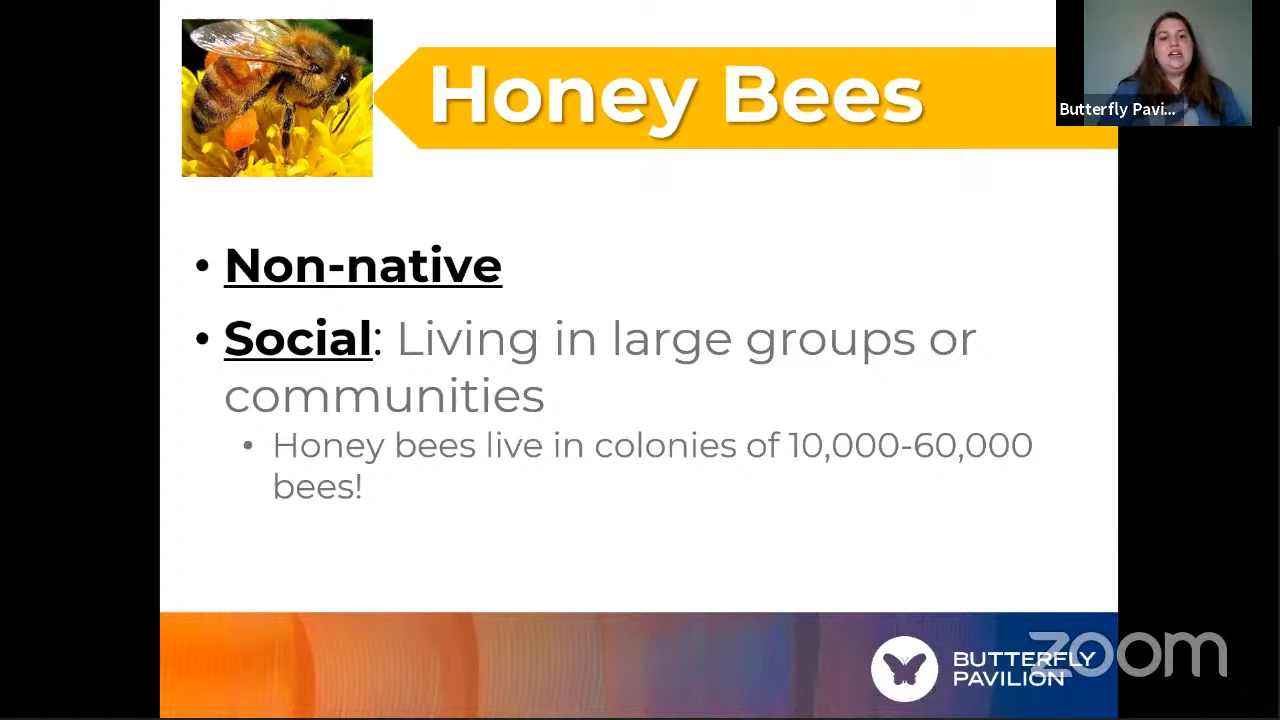 Honey Bees
Butterfly Pavi...
• Non-native
• Social: Living in large groups or
communities
• Honey bees live in colonies of 10,000-60,000
bees!
BUTTERFLY
PAVILION
zoom